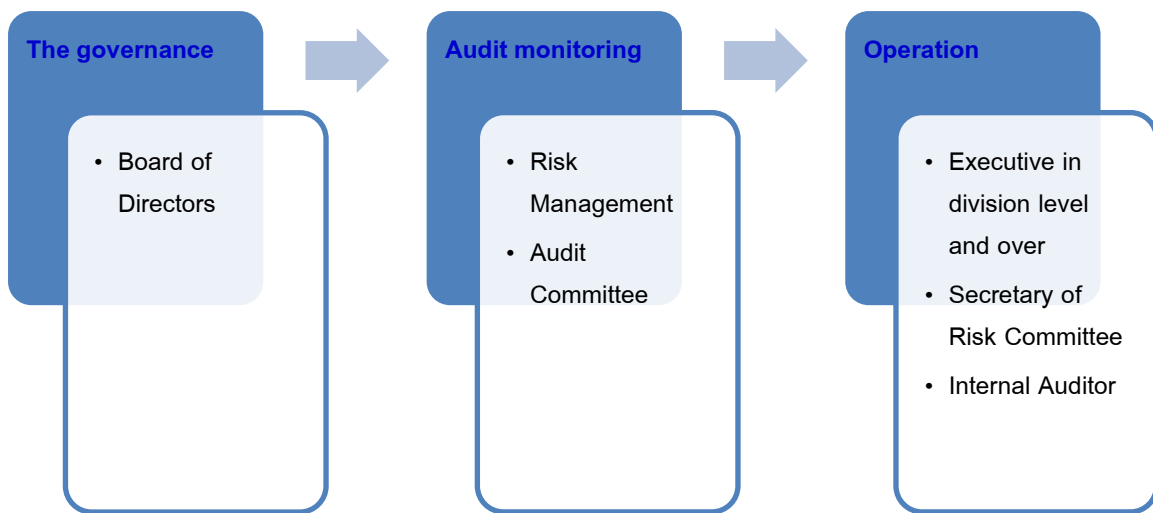 The governance
• Board of
Directors
Audit monitoring
• Risk
Management
• Audit
Committee
Operation
• Executive in
division level
and over
• Secretary of
Risk Committee
• Internal Auditor